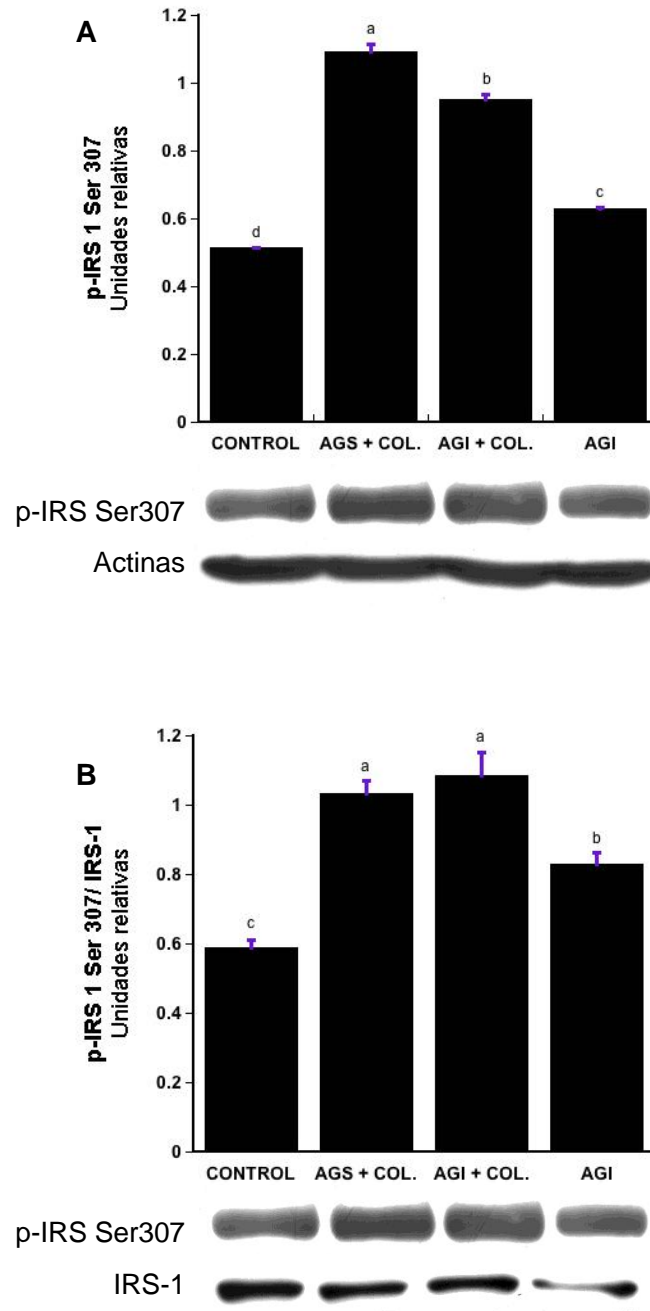 A
p-IRS 1 Ser 307
Unidades relativas
1.2
1
0.8
0.6
0.4
0.2
0
d
a
b
c
CONTROL AGS + COL. AGI + COL. AGI
p-IRS Ser307
Actinas
B
p-IRS 1 Ser 307/ IRS-1
Unidades relativas
1.2
1
0.8
0.6
0.4
0.2
0
c
a
a
b
CONTROL AGS + COL. AGI + COL. AGI
p-IRS Ser307
IRS-1